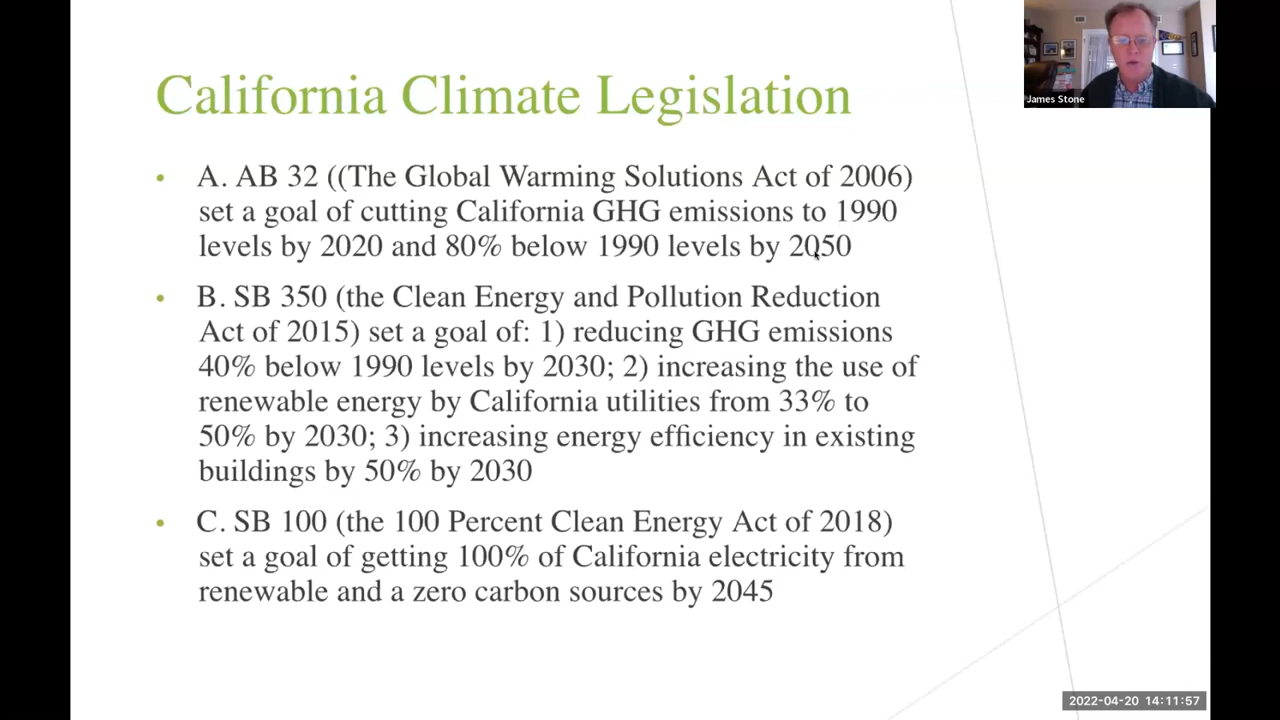 California Climate Legislation
• A. AB 32 ((The Global Warming Solutions Act of 2006)
set a goal of cutting California GHG emissions to 1990
levels by 2020 and 80% below 1990 levels by 2050
• B. SB 350 (the Clean Energy and Pollution Reduction
Act of 2015) set a goal of: 1) reducing GHG emissions
40% below 1990 levels by 2030; 2) increasing the use of
renewable energy by California utilities from 33% to
50% by 2030; 3) increasing energy efficiency in existing
buildings by 50% by 2030
• C. SB 100 (the 100 Percent Clean Energy Act of 2018)
set a goal of getting 100% of California electricity from
renewable and a zero carbon sources by 2045
James Stone
2022-04-20 14:11:57